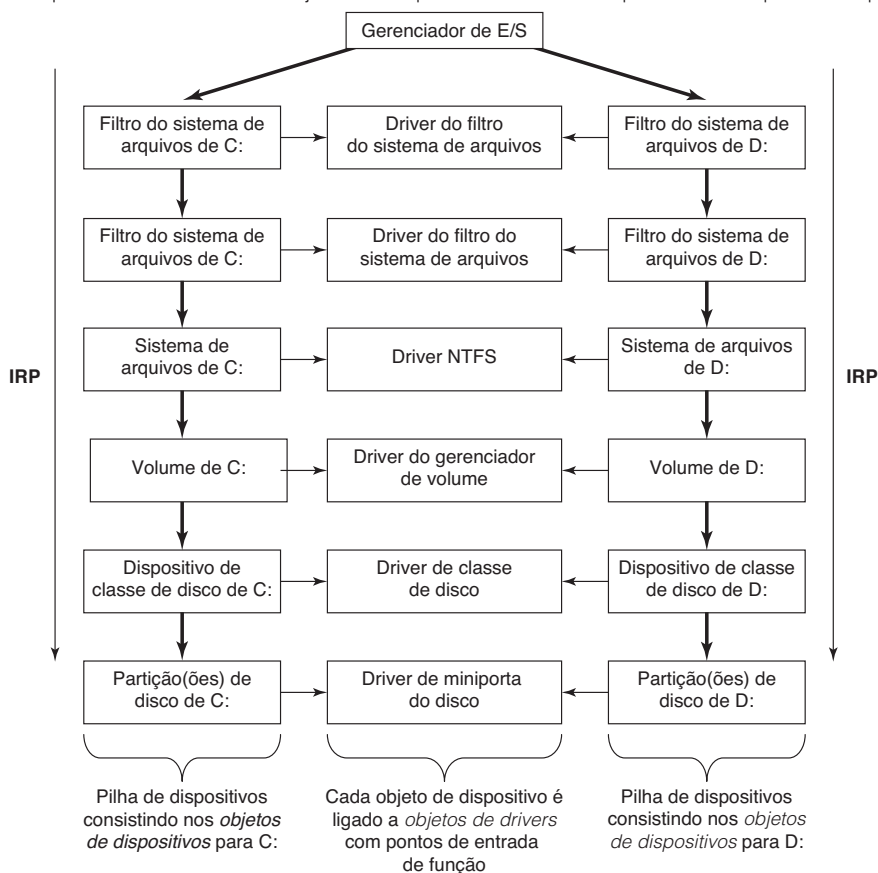 Gerenciador de E/S
Filtro do sistema de
arquivos de C:
Driver do filtro
do sistema de arquivos
Filtro do sistema de
arquivos de D:
Filtro do sistema de
arquivos de C:
Driver do filtro do
sistema de arquivos
Filtro do sistema de
arquivos de D:
IRP
Sistema de
arquivos de C:
Driver NTFS
Sistema de arquivos
de D:
IRP
Volume de C:
Driver do gerenciador
de volume
Volume de D:
Dispositivo de
classe de disco de C:
Driver de classe
de disco
Dispositivo de classe
de disco de D:
Partição(ões) de
disco de C:
Driver de miniporta
do disco
Partição(ões) de
disco de D:
Pilha de dispositivos
consistindo nos objetos
de dispositivos para C:
Cada objeto de dispositivo é
ligado a objetos de drivers
com pontos de entrada
de função
Pilha de dispositivos
consistindo nos objetos
de dispositivos para D: